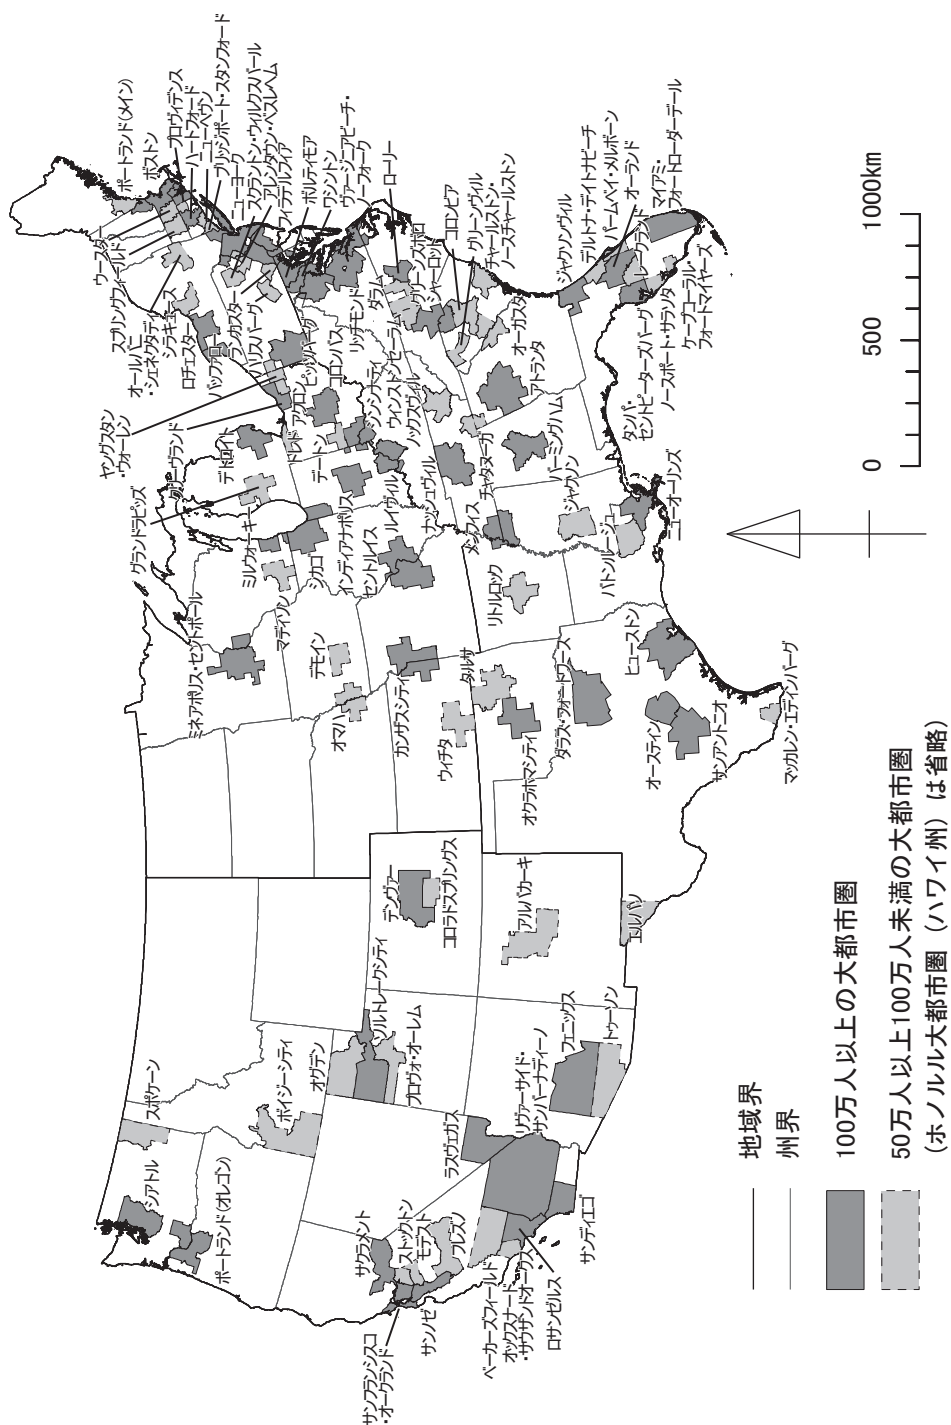 スポケーン
シアトル
ポートランド(オレゴン)
ボイジーシティ
オグデン
ソルトレークシティ
プロヴォ・オーレム
サクラメント
ストックトン
モデスト
フレズノ
サンフランシスコ
・オークランド
サンノゼ
ベーカーズフィールド
オックスナード
・サウザンドオークス
ロサンゼルス
サンディエゴ
ラスヴェガス
リヴァーサイド・
サンバーナディーノ
フェニックス
トゥーソン
デンヴァー
コロラドスプリングス
アルバカーキ
エルパソ
ミネアポリス・セントポール
マディソン
デモイン
オマハ
カンザスシティ
ウィチタ
タルサ
オクラホマシティ
ダラス・フォートワース
オースティン
サンアントニオ
ヒューストン
マッカレン・エディンバーグ
グランドラピッズ
ミルウォーキー
シカゴ
インディアナポリス
セントルイス
ルイヴィル
ナッシュヴィル
メンフィス
リトルロック
ジャクソン
バトンルージュ
ニューオーリンズ
バーミングハム
チャタヌーガ
アトランタ
ヤングスタン
・ウォーレン
クリーヴランド
デトロイト
トレド
アクロン
デートン
コロンバス
シンシナティ
ピッツバーグ
ノックスヴィル
ウィンストンセーラム
リッチモンド
ダラム
グリーンズボロ
シャーロット
オーガスタ
オールバニー
・シェネクタディ
シラキュース
ロチェスター
バッファロー
ランカスター
ハリスバーグ
スプリングフィールド
ウースター
ポートランド(メイン)
ボストン
プロヴィデンス
ハートフォード
ニューヘヴン
ブリッジポート・スタンフォード
ニューヨーク
スクラントン・ウィルクスバール
アレンタウン・ベスレヘム
フィラデルフィア
ボルティモア
ワシントン
ヴァージニアビーチ・
ノーフォーク
ローリー
コロンビア
グリーンヴィル
チャールストン・
ノースチャールストン
ジャクソンヴィル
デルトナ・デイトナビーチ
パームベイ・メルボーン
オーランド
レークランド
マイアミ・
フォートローダーデール
タンパ・
セントピーターズバーグ
ノースポート・サラソタ
ケープコーラル・
フォートマイヤーズ
0 500 1000km
地域界
州界
100万人以上の大都市圏
50万人以上100万人未満の大都市圏
(ホノルル大都市圏(ハワイ州)は省略)